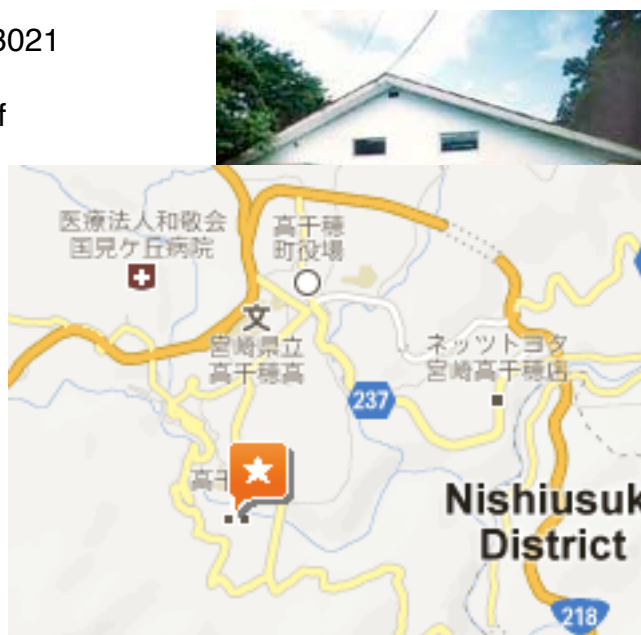 3021
f
医療法人和敬会
国見ケ丘病院
高千穂
町役場
文
宮崎県立
高千穂高
ネッツトヨタ
宮崎高千穂店
237
高千
Nishiusuk
District
218